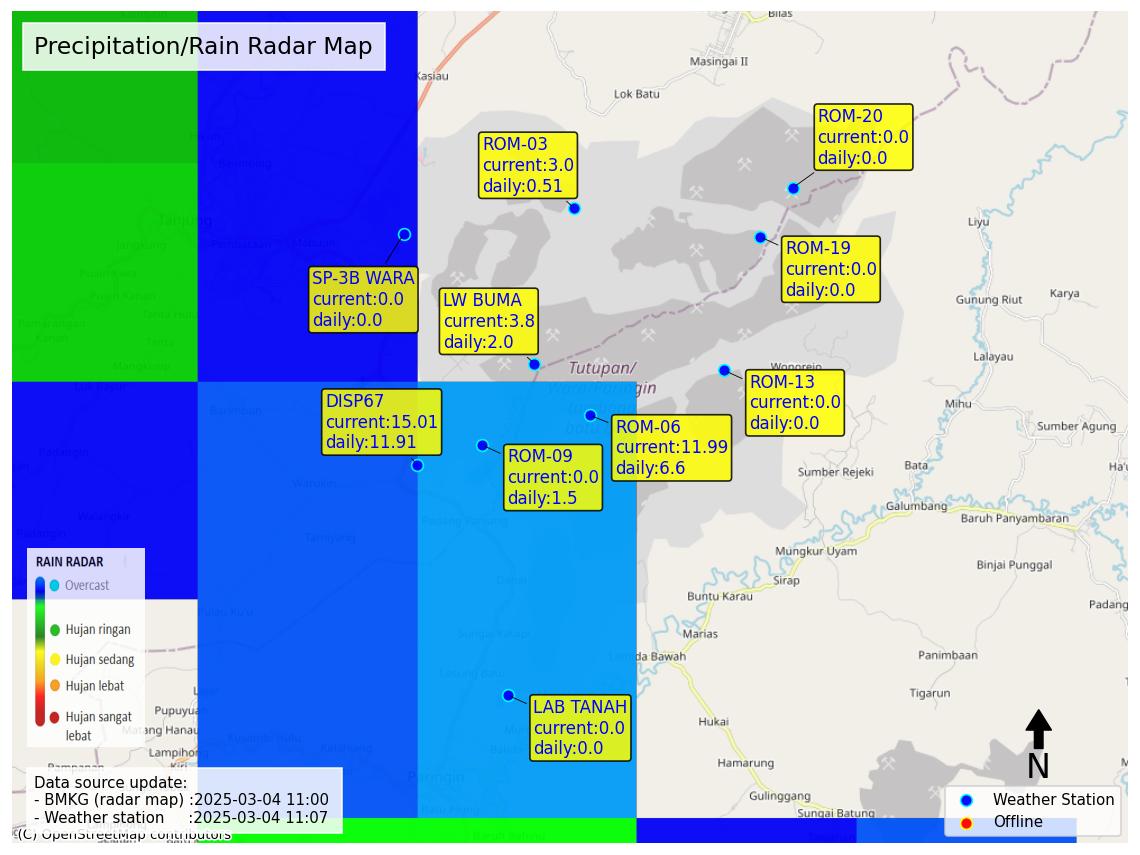 Precipitation/Rain Radar Map
Bilas
Masingai II
Kasiau
Lok Batu
ROM-20
current:0.0
daily:0.0
ROM-03
current:3.0
daily:0.51
Tanjung
Liyu
ROM-19
current:0.0
daily:0.0
SP-3B WARA
current:0.0
daily:0.0
LW BUMA
current:3.8
daily:2.0
Gunung Riut
Karya
Lalayau
Tutupan/
Wonorejo
ROM-13
current:0.0
daily:0.0
DISP67
current:15.01
daily:11.91
Mihu
ROM-06
current:11.99
daily:6.6
Sumber Agung
ROM-09
current:0.0
daily:1.5
Bata
Sumber Rejeki
Galumbang
Baruh Panyambaran
Mungkur Uyam
Binjai Punggal
Sirap
Buntu Karau
Padang
Marias
Panimbaan
Tigarun
RAIN RADAR
Overcast
Hujan ringan
Hujan sedang
Hujan lebat
Hujan sangat
lebat
Pupuyuan
Matang Hanau
Lampihong
LAB TANAH
current:0.0
daily:0.0
Hukai
Hamarung
Paringin
Gulinggang
Sungai Batung
N
Data source update:
- BMKG (radar map) :2025-03-04 11:00
- Weather station :2025-03-04 11:07
(C) OpenStreetMap contributors
Weather Station
Offline